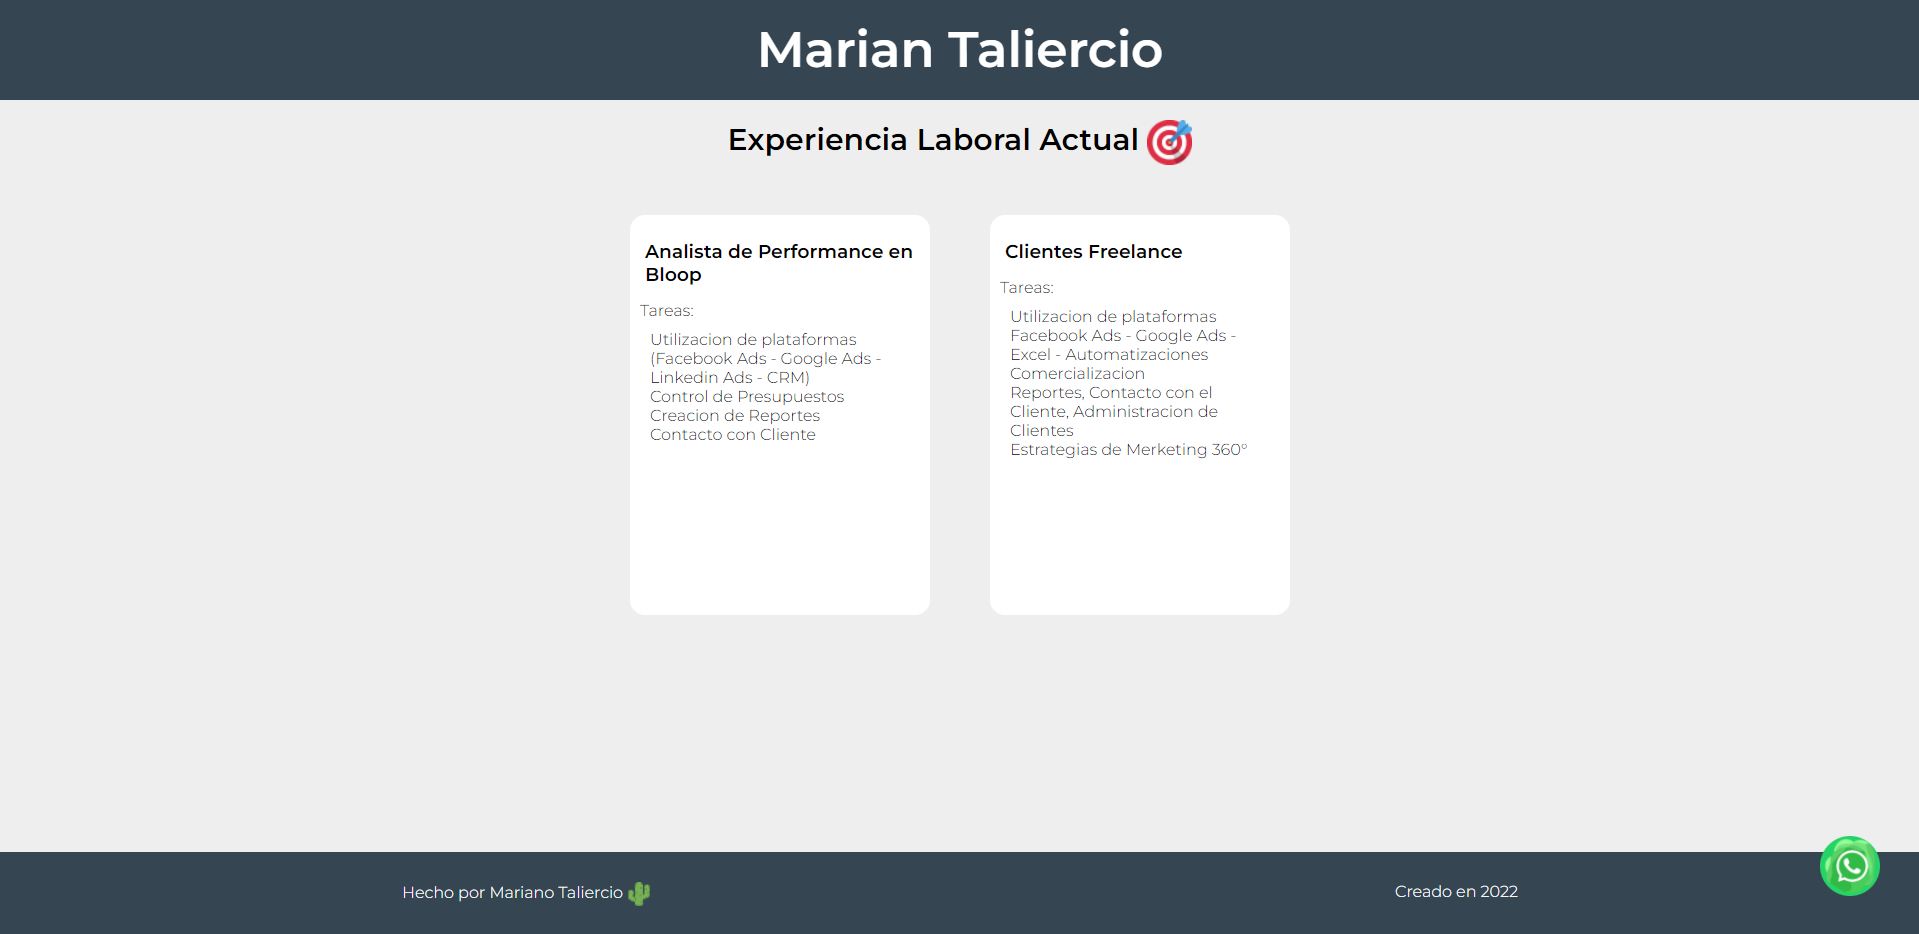 Marian Taliercio
Experiencia Laboral Actual
Analista de Performance en
Bloop
Tareas:
Utilizacion de plataformas
(Facebook Ads - Google Ads -
Linkedin Ads - CRM)
Control de Presupuestos
Creacion de Reportes
Contacto con Cliente
Clientes Freelance
Tareas:
Utilizacion de plataformas
Facebook Ads - Google Ads -
Excel - Automatizaciones
Comercializacion
Reportes, Contacto con el
Cliente, Administracion de
Clientes
Estrategias de Merketing 360°
Hecho por Mariano Taliercio
Creado en 2022